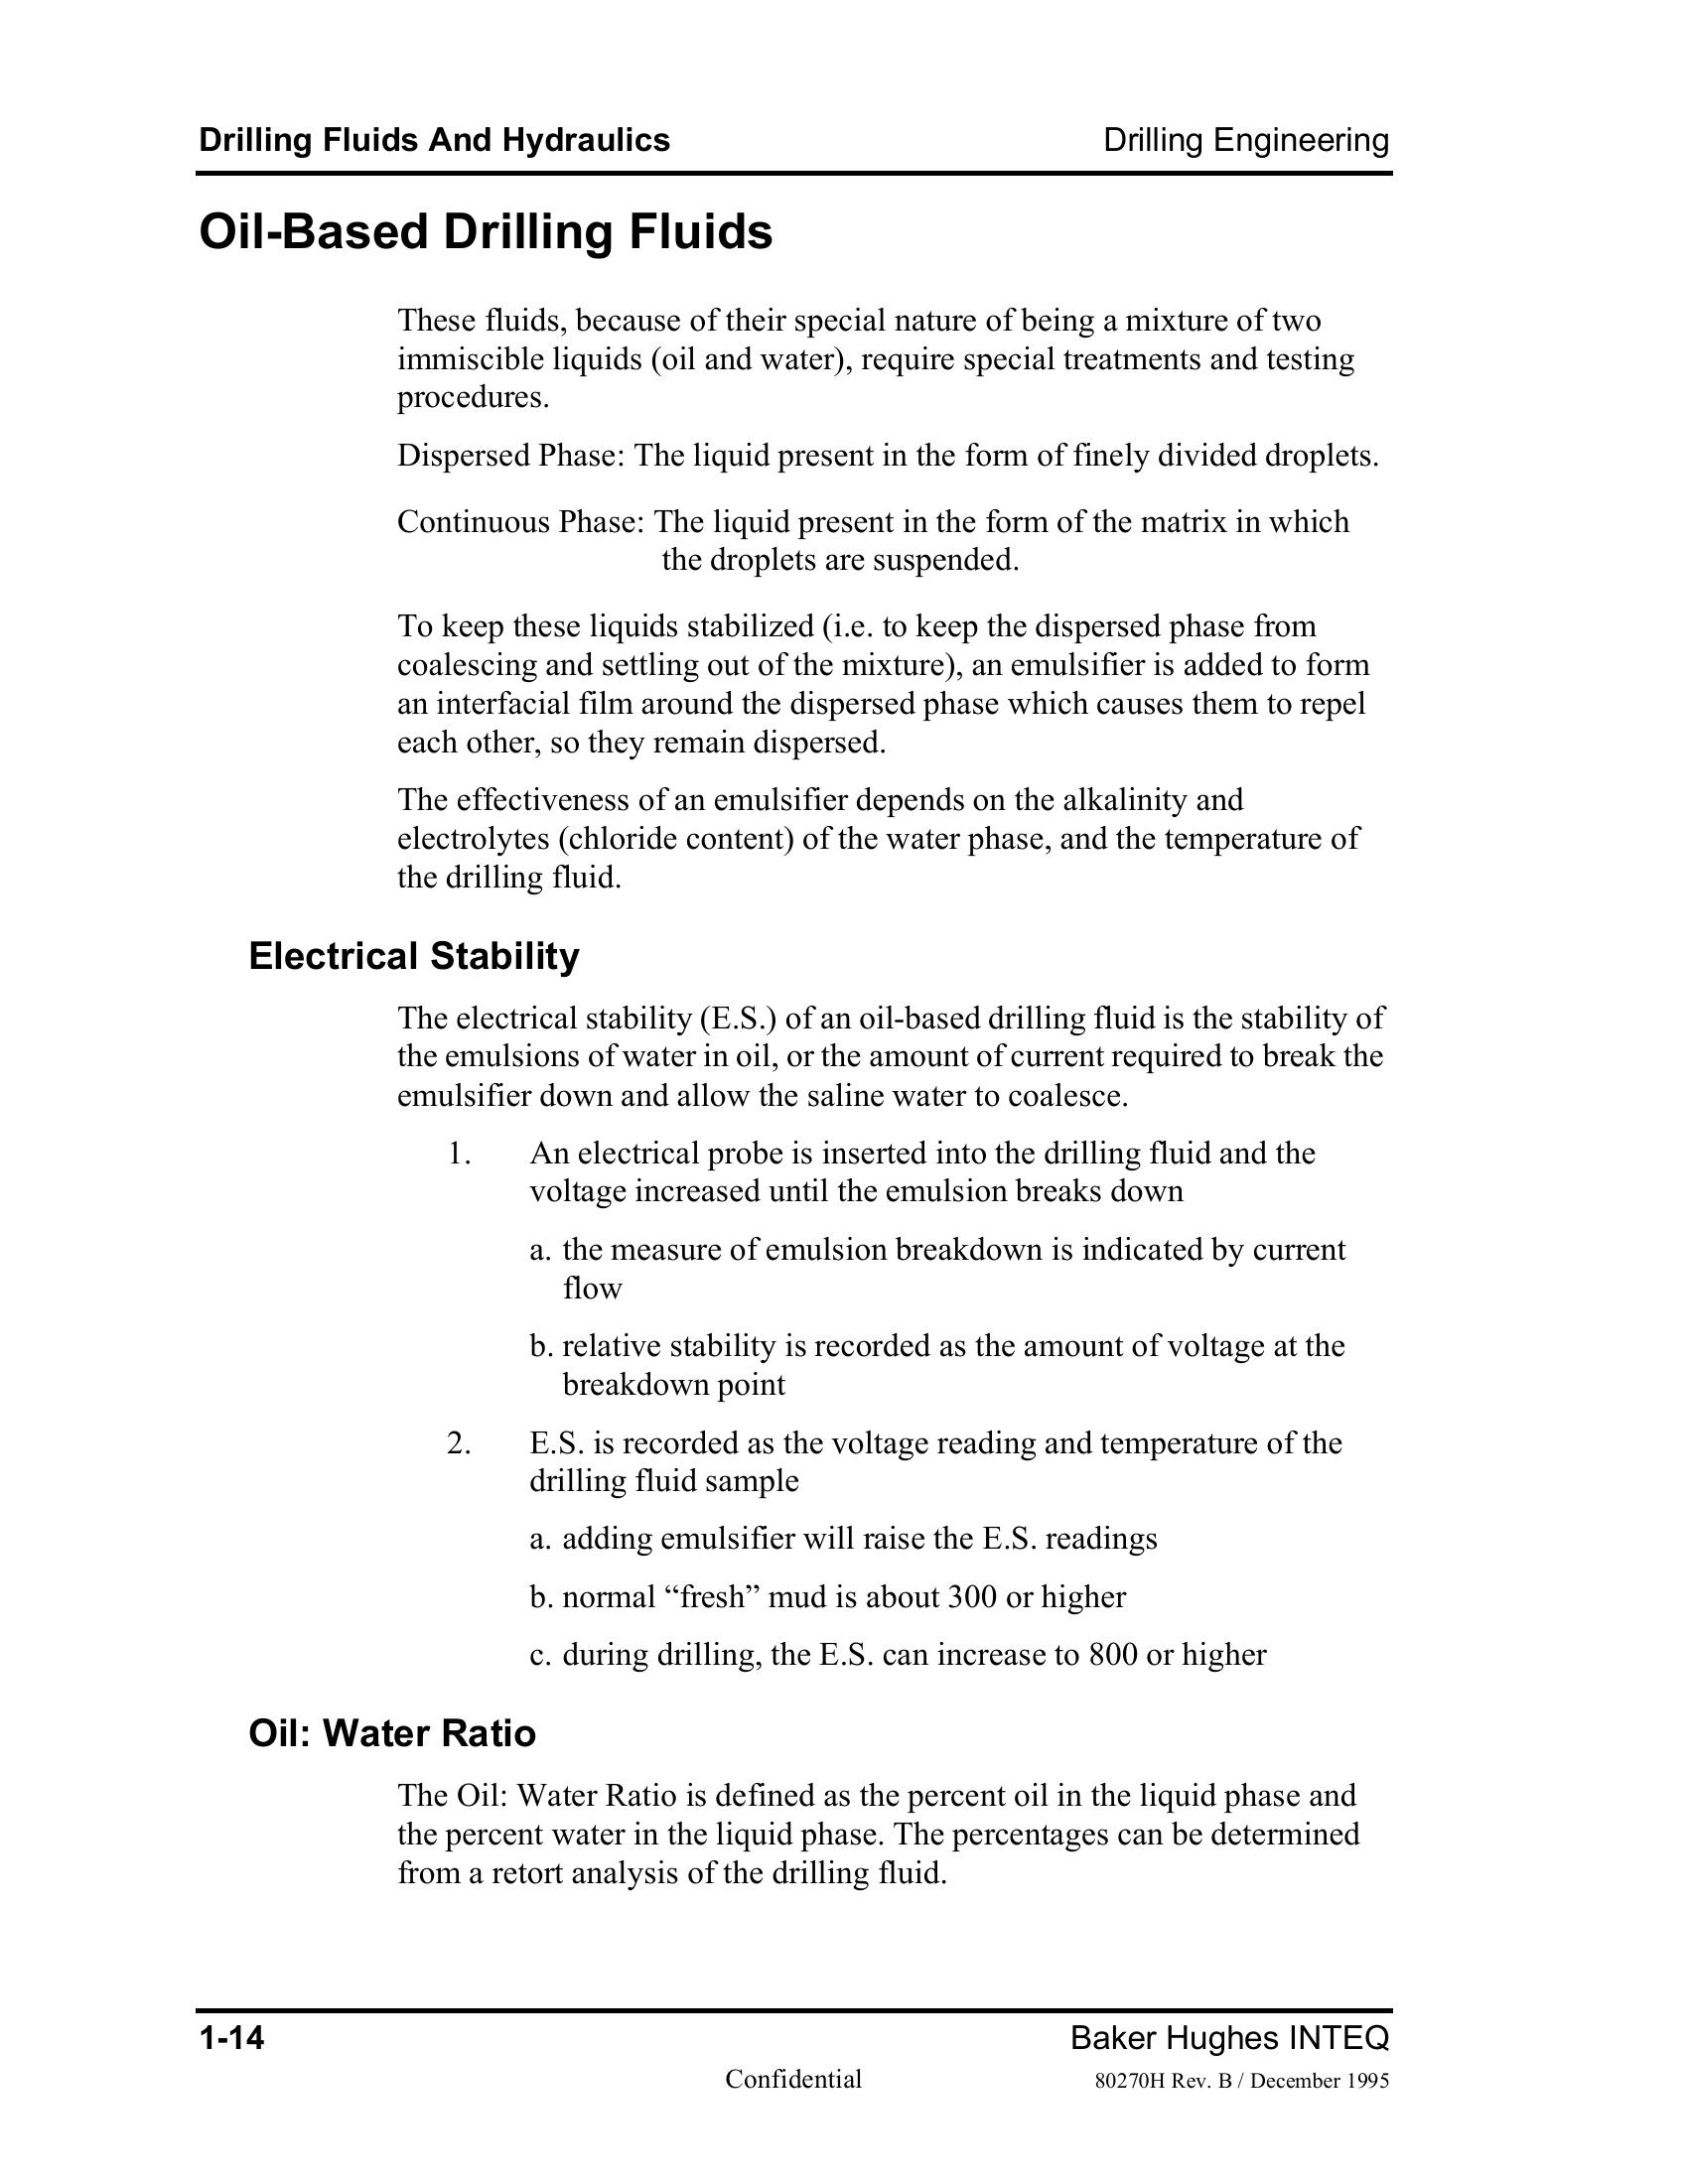 Drilling Fluids And Hydraulics Drilling Engineering
Oil-Based Drilling Fluids
These fluids, because of their special nature of being a mixture of two
immiscible liquids (oil and water), require special treatments and testing
procedures.
Dispersed Phase: The liquid present in the form of finely divided droplets.
Continuous Phase: The liquid present in the form of the matrix in which
the droplets are suspended.
To keep these liquids stabilized (i.e. to keep the dispersed phase from
coalescing and settling out of the mixture), an emulsifier is added to form
an interfacial film around the dispersed phase which causes them to repel
each other, so they remain dispersed.
The effectiveness of an emulsifier depends on the alkalinity and
electrolytes (chloride content) of the water phase, and the temperature of
the drilling fluid.
Electrical Stability
The electrical stability (E.S.) of an oil-based drilling fluid is the stability of
the emulsions of water in oil, or the amount of current required to break the
emulsifier down and allow the saline water to coalesce.
1. An electrical probe is inserted into the drilling fluid and the
voltage increased until the emulsion breaks down
a. the measure of emulsion breakdown is indicated by current
flow
b. relative stability is recorded as the amount of voltage at the
breakdown point
2. E.S. is recorded as the voltage reading and temperature of the
drilling fluid sample
a. adding emulsifier will raise the E.S. readings
b. normal “fresh” mud is about 300 or higher
c. during drilling, the E.S. can increase to 800 or higher
Oil: Water Ratio
The Oil: Water Ratio is defined as the percent oil in the liquid phase and
the percent water in the liquid phase. The percentages can be determined
from a retort analysis of the drilling fluid.
1-14 Baker Hughes INTEQ
Confidential 80270H Rev. B / December 1995